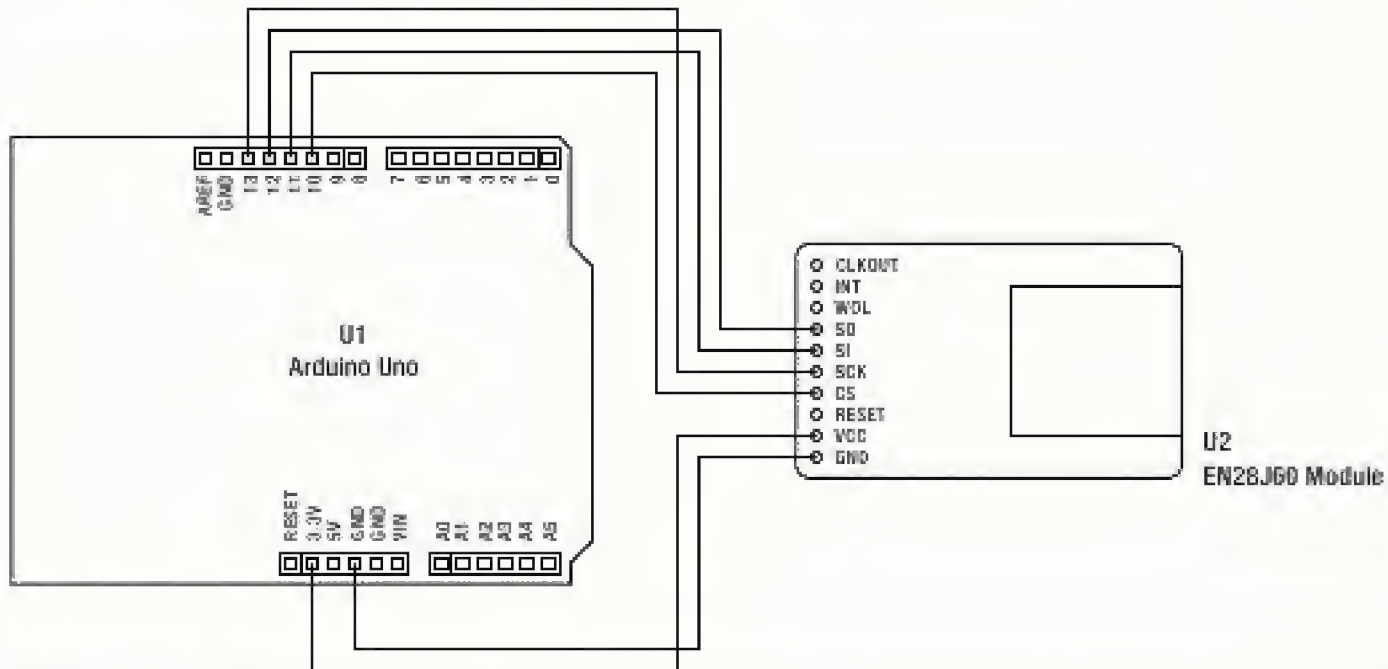 AREF
GND
13
12
11
10
9
8
7
6
5
4
3
2
1
0
U1
Arduino Uno
CLKOUT
INT
WOL
SO
SI
SCK
CS
RESET
VCC
GND
U2
EN28J60 Module
RESET
3.3V
5V
GND
GND
VIN
A0
A1
A2
A3
A4
A5